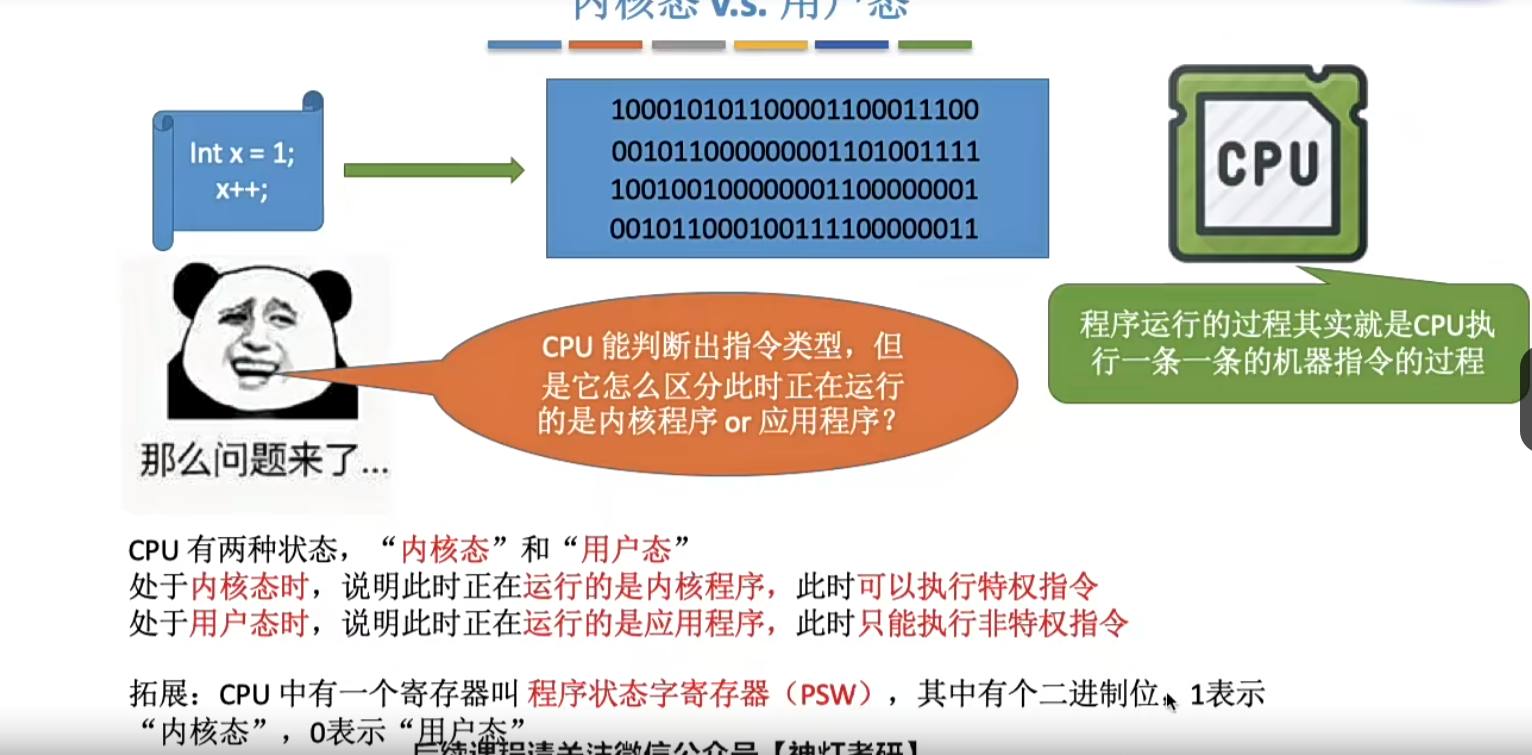 内核态 v.s. 用户态
Int x = 1;
x++;
100010101100001100011100
001011000000001101001111
100100100000001100000001
001011000100111100000011
CPU
程序运行的过程其实就是CPU执
行一条一条的机器指令的过程
CPU 能判断出指令类型，但
是它怎么区分此时正在运行
的是内核程序 or 应用程序？
那么问题来了...
CPU 有两种状态，“内核态”和“用户态”
处于内核态时，说明此时正在运行的是内核程序，此时可以执行特权指令
处于用户态时，说明此时正在运行的是应用程序，此时只能执行非特权指令
拓展：CPU 中有一个寄存器叫 程序状态字寄存器（PSW），其中有个二进制位，1表示
“内核态”，0表示“用户态”
后续课程请关注微信公众号【神灯考研】